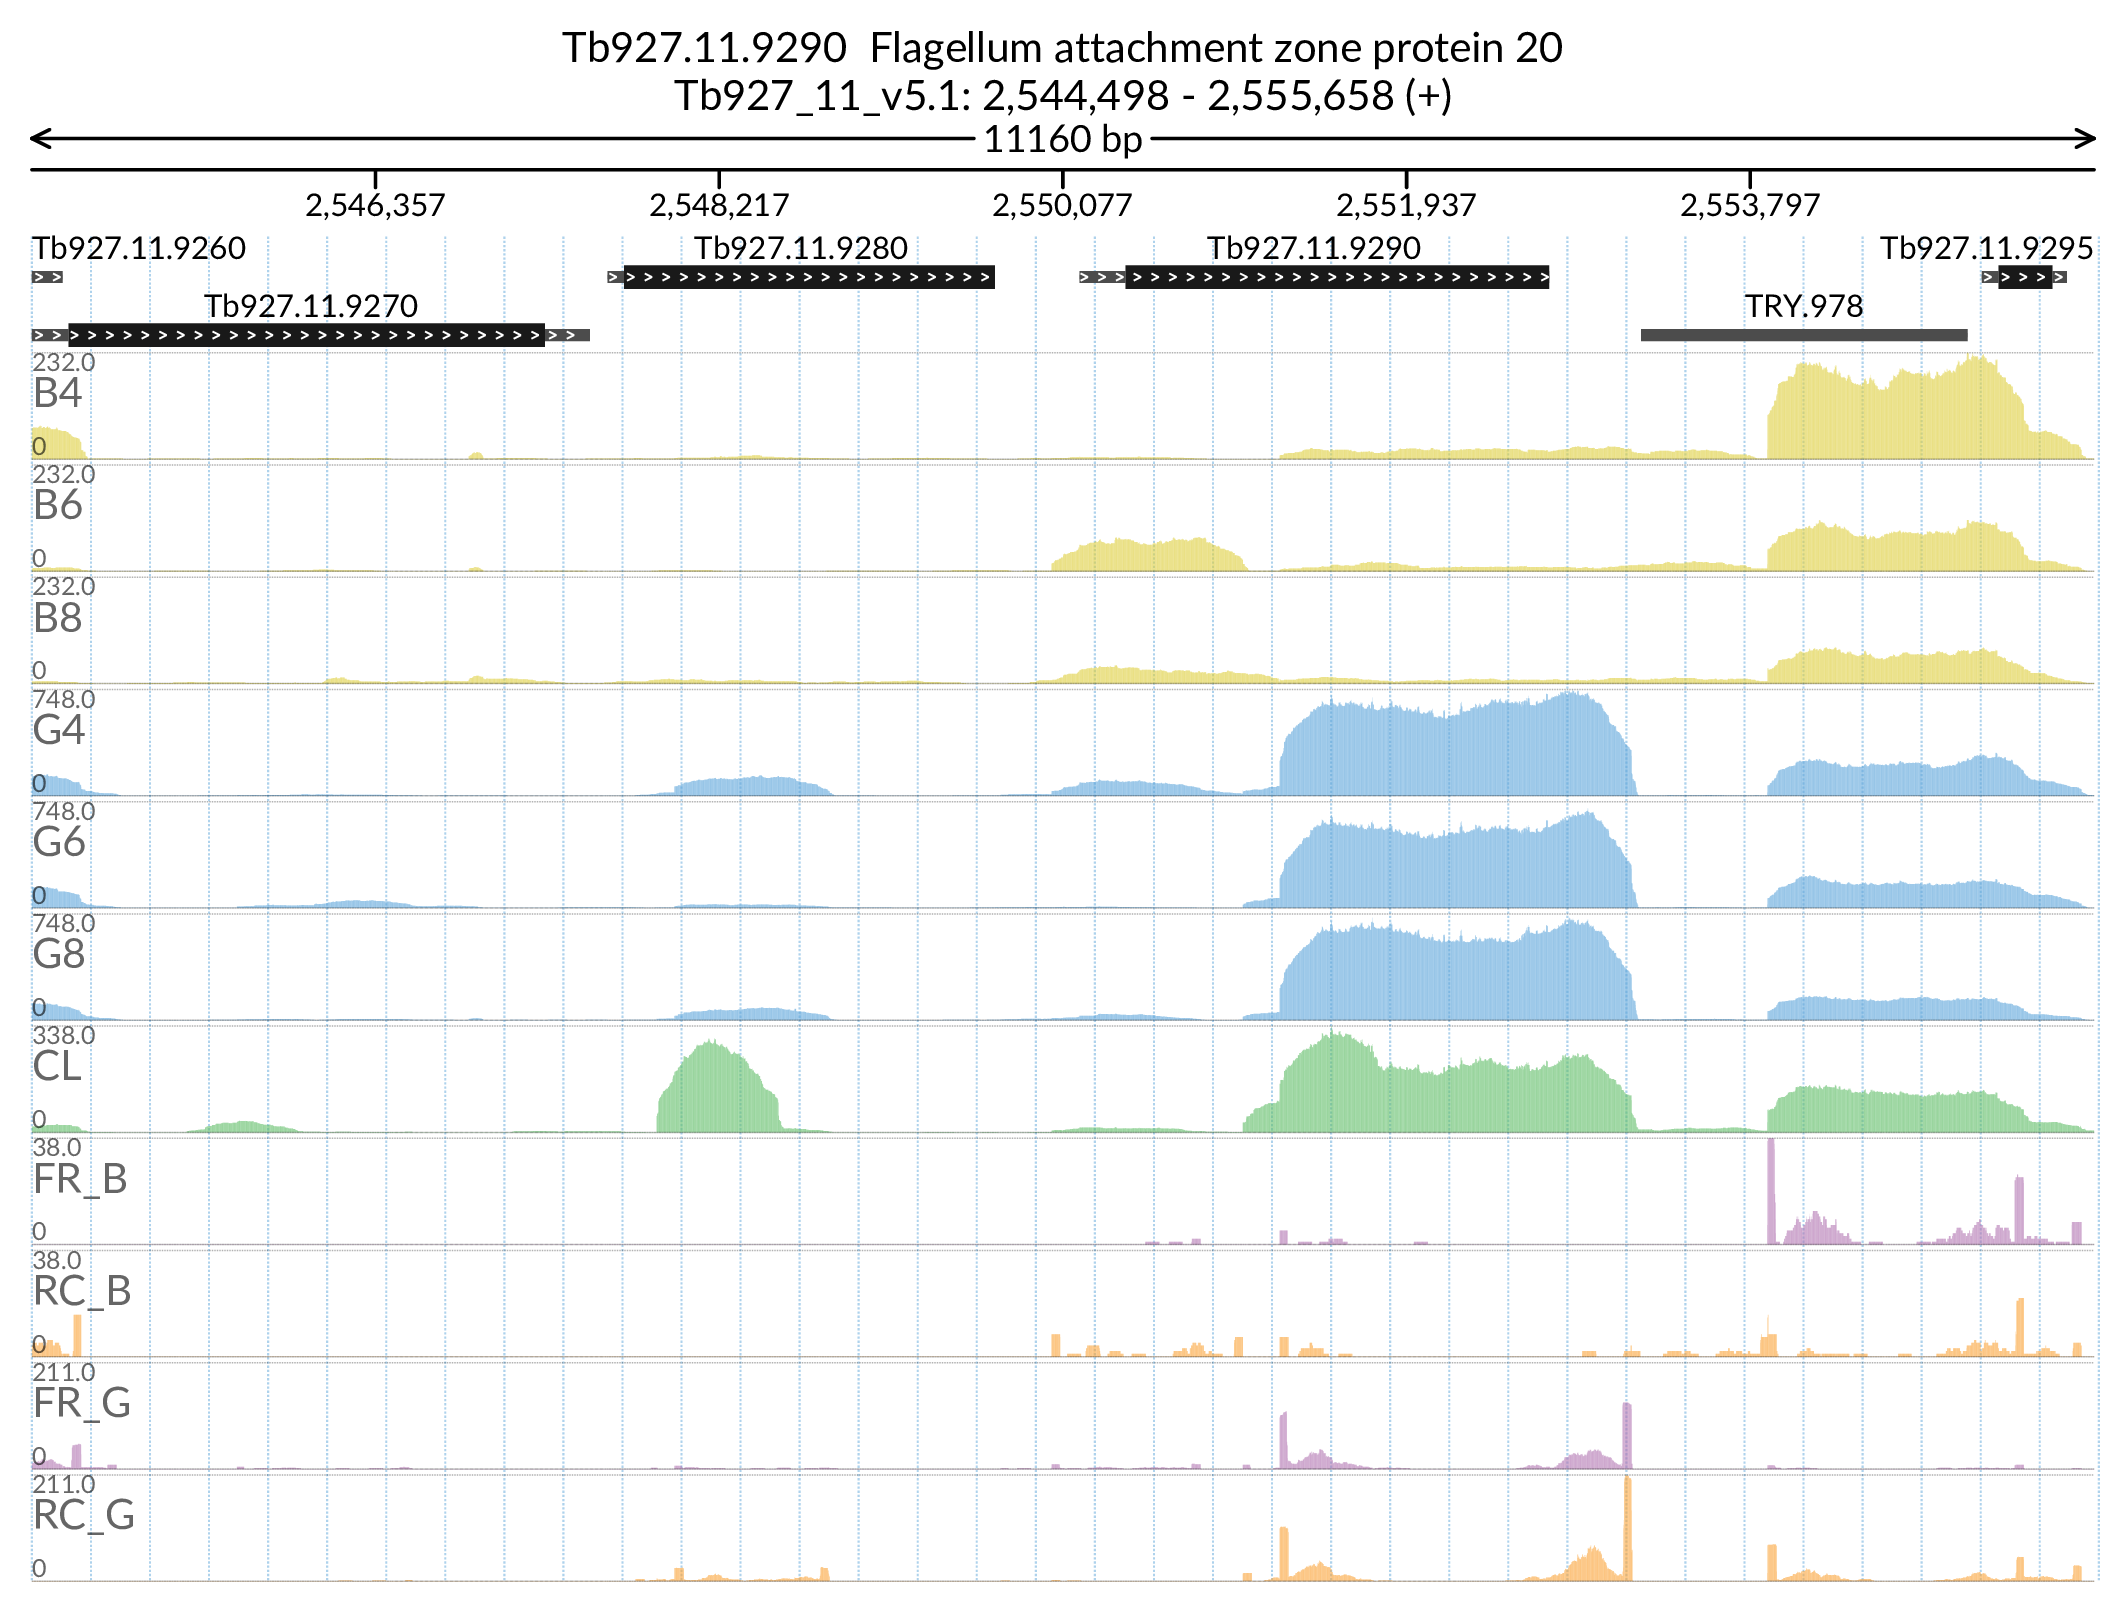 Tb927.11.9290  Flagellum attachment zone protein 20
Tb927_11_v5.1: 2,544,498 - 2,555,658 (+)
11160 bp
2,546,357 2,548,217 2,550,077 2,551,937 2,553,797
Tb927.11.9260 Tb927.11.9280 Tb927.11.9290 Tb927.11.9295
Tb927.11.9270 TRY.978
232.0
B4
0
232.0
B6
0
232.0
B8
0
748.0
G4
0
748.0
G6
0
748.0
G8
0
338.0
CL
0
38.0
FR_B
0
38.0
RC_B
0
211.0
FR_G
0
211.0
RC_G
0